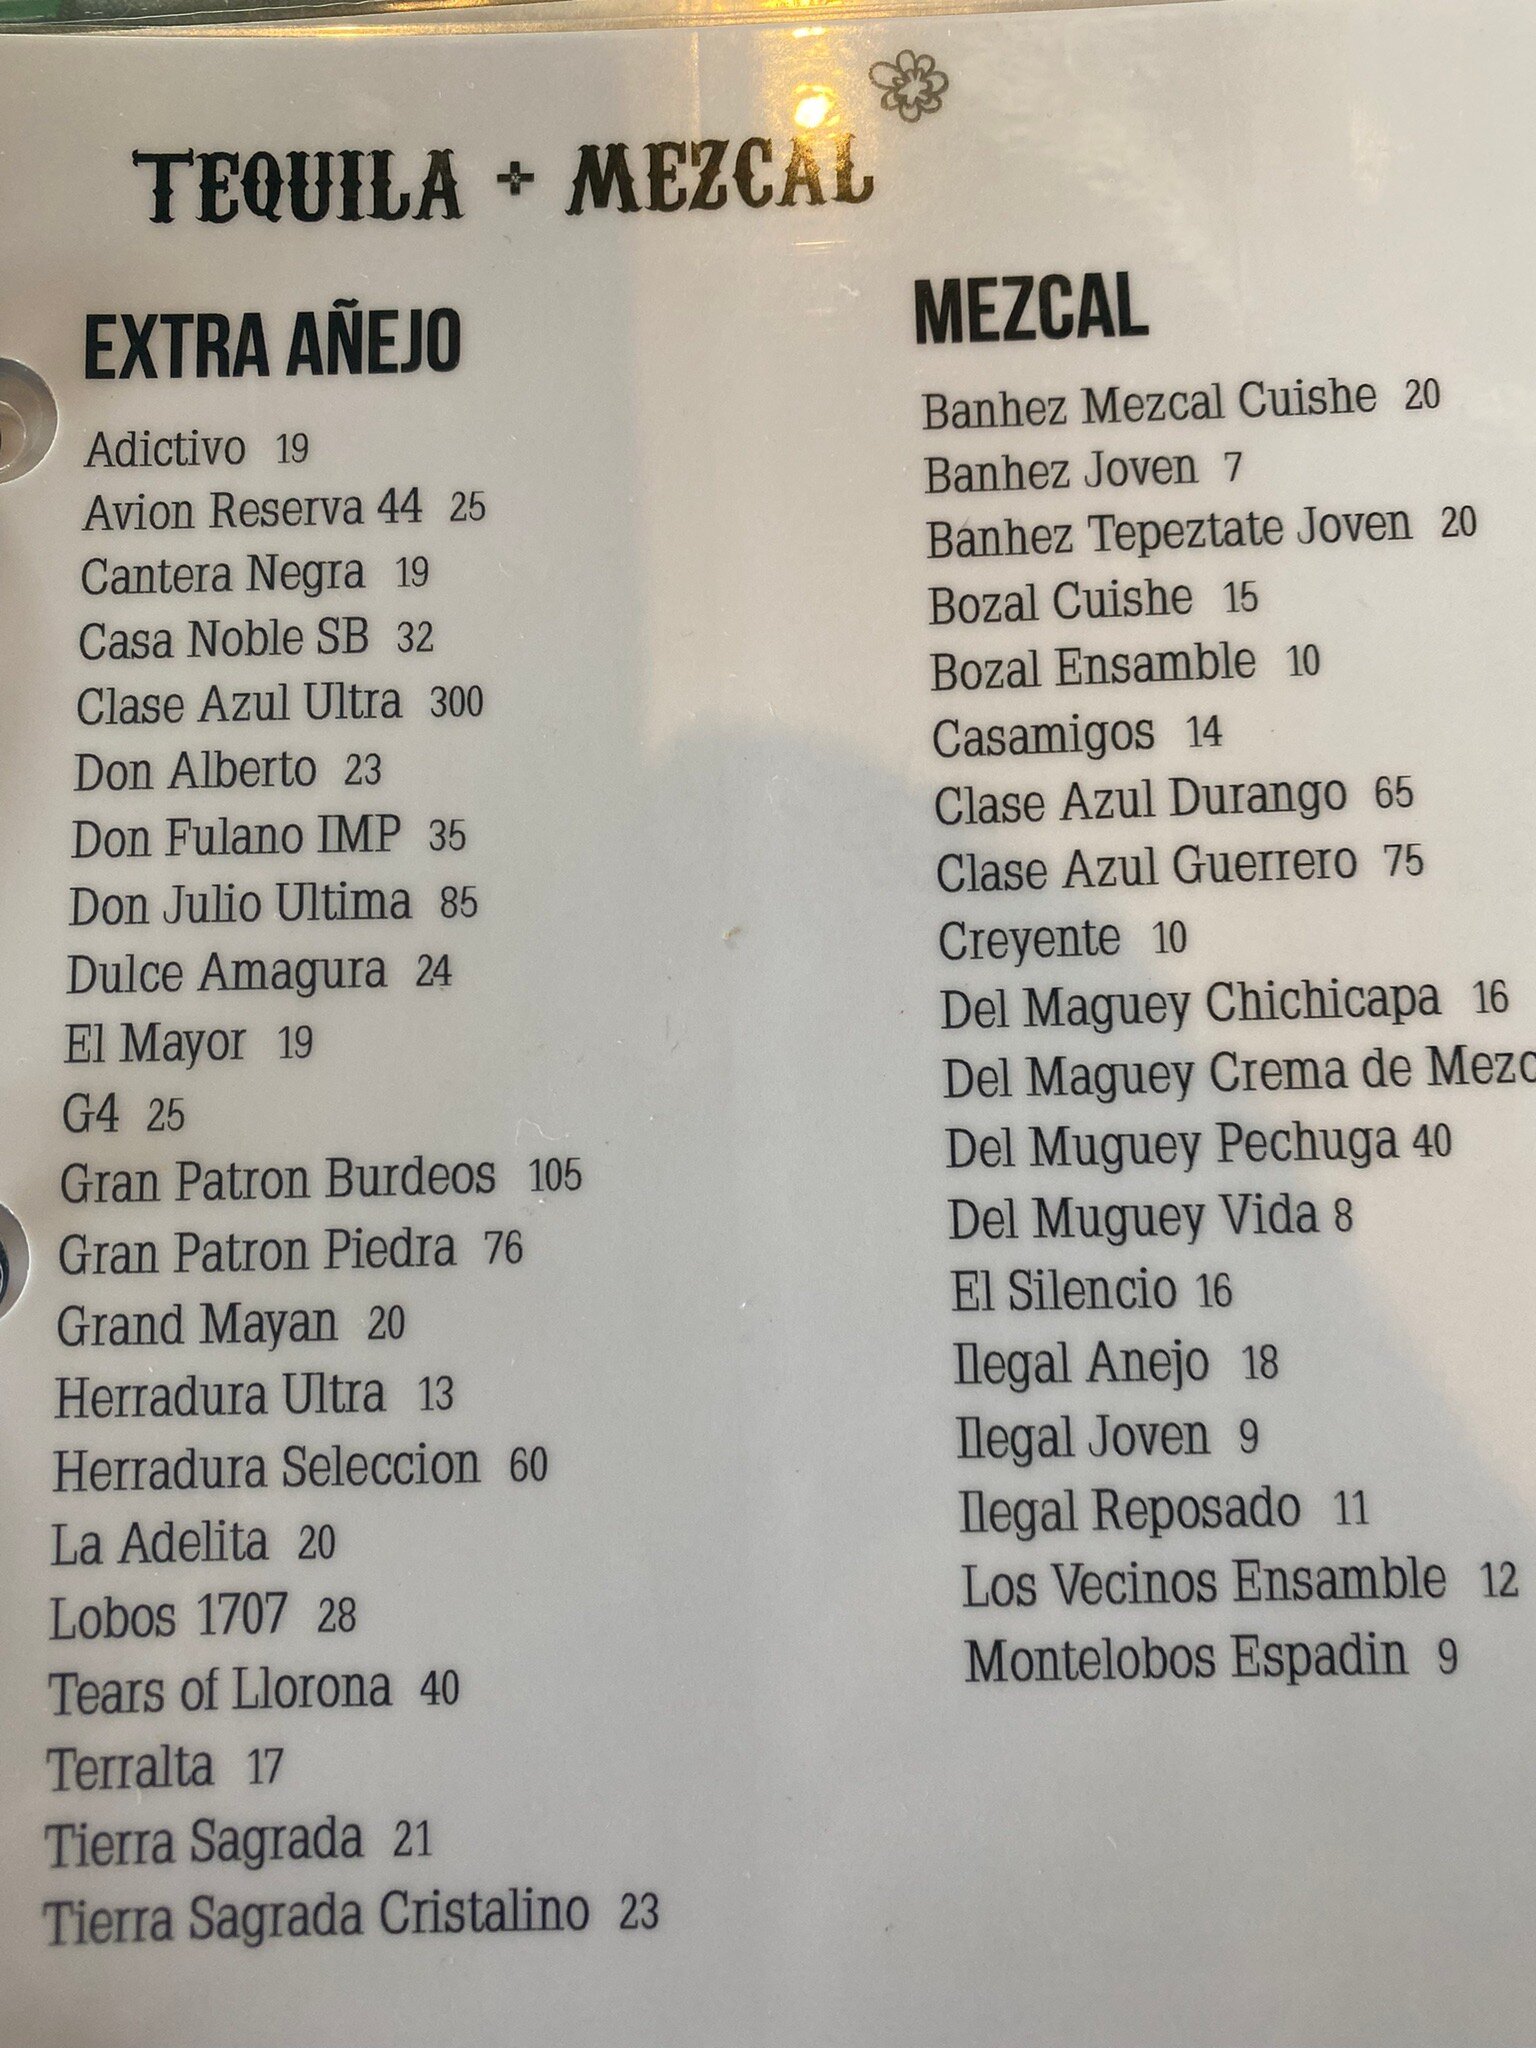 TEQUILA + MEZCAL
EXTRA AÑEJO
Adictivo 19
Avion Reserva 44 25
Cantera Negra 19
Casa Noble SB 32
Clase Azul Ultra 300
Don Alberto 23
Don Fulano IMP 35
Don Julio Ultima 85
Dulce Amagura 24
El Mayor 19
G4 25
Gran Patron Burdeos 105
Gran Patron Piedra 76
Grand Mayan 20
Herradura Ultra 13
Herradura Seleccion 60
La Adelita 20
Lobos 1707 28
Tears of Llorona 40
Terralta 17
Tierra Sagrada 21
Tierra Sagrada Cristalino 23
MEZCAL
Banhez Mezcal Cuishe 20
Banhez Joven 7
Banhez Tepeztate Joven 20
Bozal Cuishe 15
Bozal Ensamble 10
Casamigos 14
Clase Azul Durango 65
Clase Azul Guerrero 75
Creyente 10
Del Maguey Chichicapa 16
Del Maguey Crema de
Del Muguey Pechuga 40
Del Muguey Vida 8
El Silencio 16
Ilegal Anejo 18
Ilegal Joven 9
Ilegal Reposado 11
Los Vecinos Ensamble 12
Montelobos Espadin 9